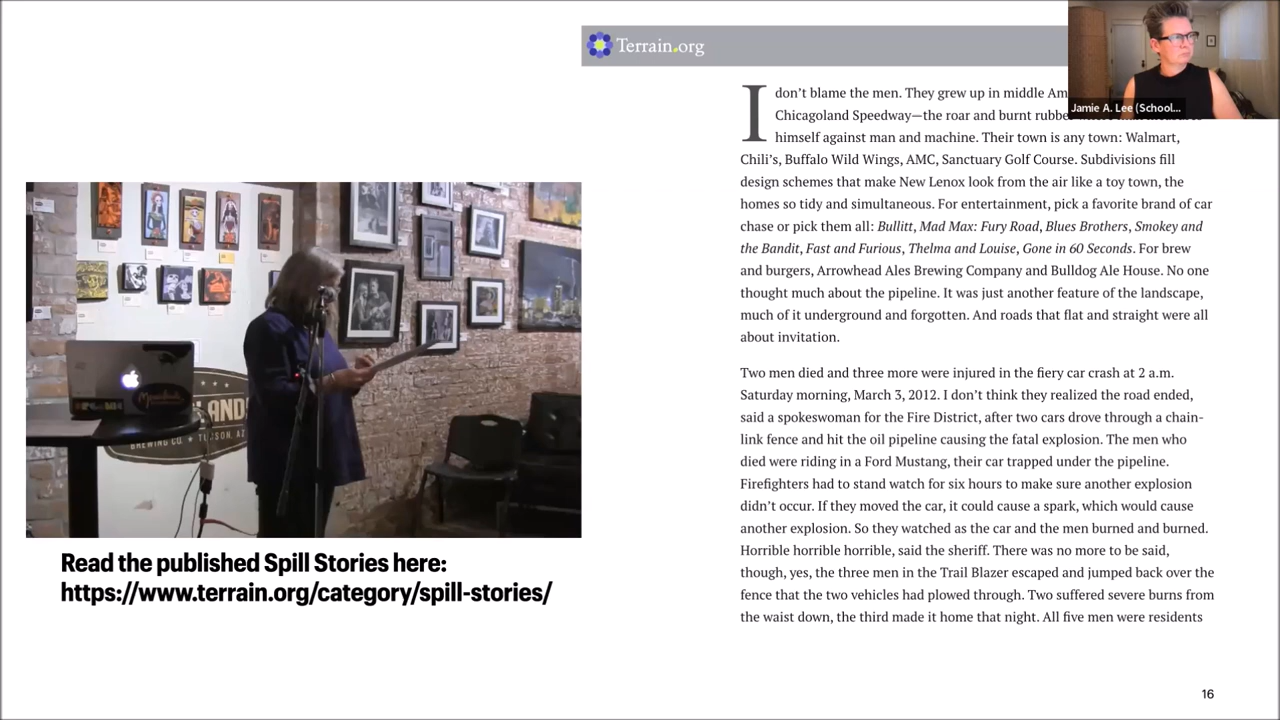 Terrain.org
Jamie A. Lee (School...
I don’t blame the men. They grew up in middle Am
Chicagoland Speedway—the roar and burnt rubbe
himself against man and machine. Their town is any town: Walmart,
Chili’s, Buffalo Wild Wings, AMC, Sanctuary Golf Course. Subdivisions fill
design schemes that make New Lenox look from the air like a toy town, the
homes so tidy and simultaneous. For entertainment, pick a favorite brand of car
chase or pick them all: Bullitt, Mad Max: Fury Road, Blues Brothers, Smokey and
the Bandit, Fast and Furious, Thelma and Louise, Gone in 60 Seconds. For brew
and burgers, Arrowhead Ales Brewing Company and Bulldog Ale House. No one
thought much about the pipeline. It was just another feature of the landscape,
much of it underground and forgotten. And roads that flat and straight were all
about invitation.
Two men died and three more were injured in the fiery car crash at 2 a.m.
Saturday morning, March 3, 2012. I don’t think they realized the road ended,
said a spokeswoman for the Fire District, after two cars drove through a chain-
link fence and hit the oil pipeline causing the fatal explosion. The men who
died were riding in a Ford Mustang, their car trapped under the pipeline.
Firefighters had to stand watch for six hours to make sure another explosion
didn’t occur. If they moved the car, it could cause a spark, which would cause
another explosion. So they watched as the car and the men burned and burned.
Horrible horrible horrible, said the sheriff. There was no more to be said,
though, yes, the three men in the Trail Blazer escaped and jumped back over the
fence that the two vehicles had plowed through. Two suffered severe burns from
the waist down, the third made it home that night. All five men were residents
LAND
BREWING CO. ★ TUCSON, AZ
Read the published Spill Stories here:
https://www.terrain.org/category/spill-stories/
16